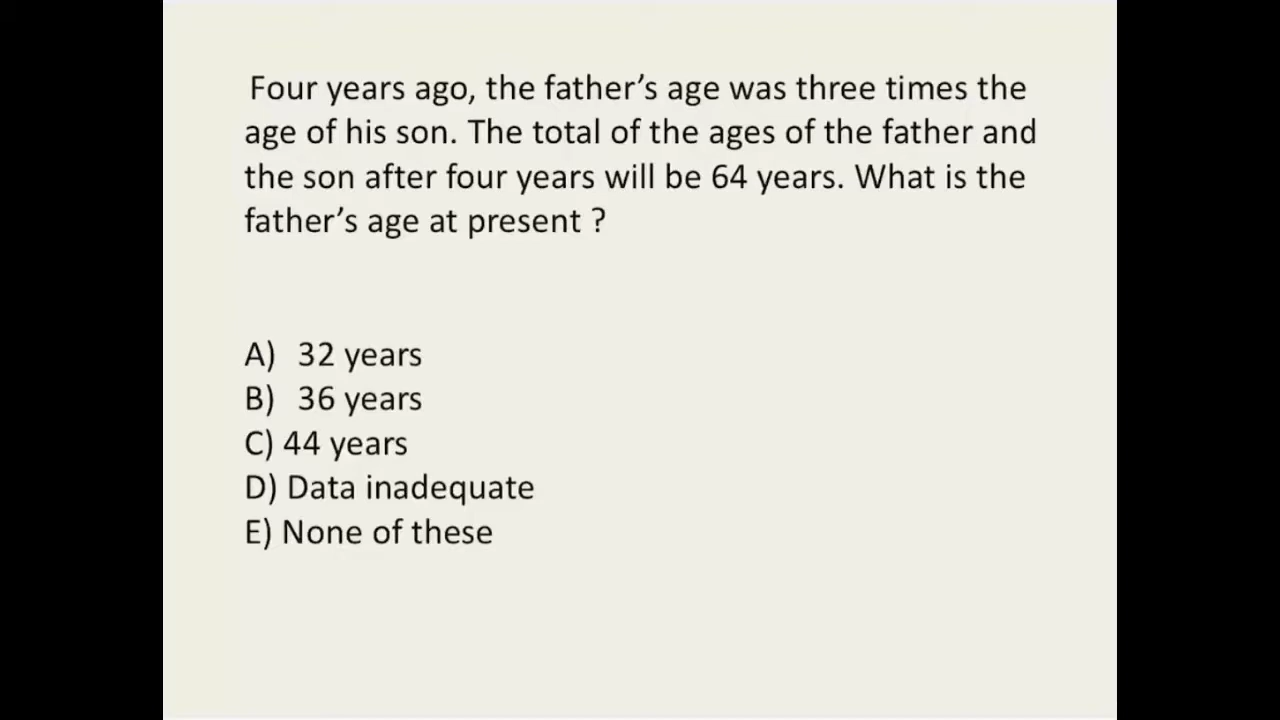 Four years ago, the father’s age was three times the
age of his son. The total of the ages of the father and
the son after four years will be 64 years. What is the
father’s age at present ?
A) 32 years
B) 36 years
C) 44 years
D) Data inadequate
E) None of these